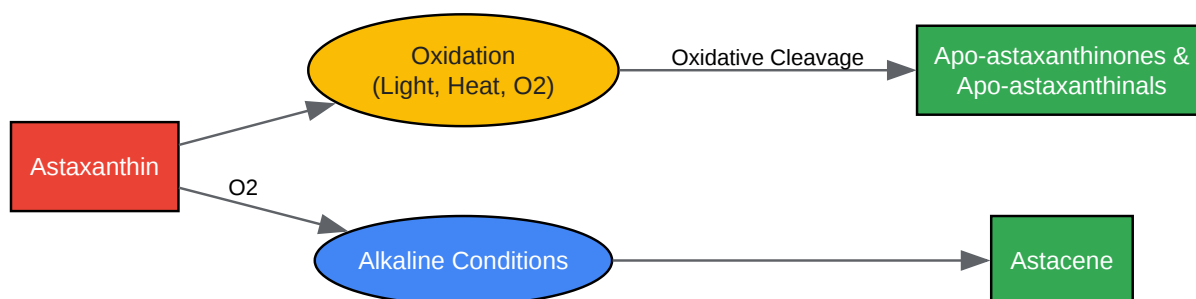 Oxidation
(Light, Heat, O2)
Oxidative Cleavage
Apo-astaxanthinones &
Apo-astaxanthinals
Astaxanthin
O2
Alkaline Conditions
Astacene